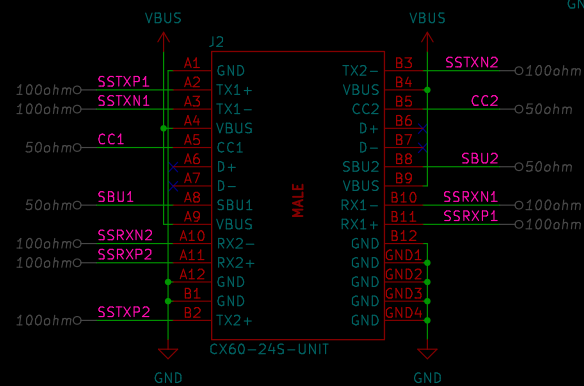 GN
VBUS
VBUS
J2
A1 GND TX2- B3 SSTXN2 100ohm
100ohm SSTXP1 A2 TX1+ VBUS B4
100ohm SSTXN1 A3 TX1- CC2 B5 CC2 50ohm
A4 VBUS D+ B6
50ohm CC1 A5 CC1 D- B7
A6 D+ SBU2 B8 SBU2 50ohm
A7 D- VBUS B9
50ohm SBU1 A8 SBU1 RX1- B10 SSRXN1 100ohm
A9 VBUS RX1+ B11 SSRXP1 100ohm
100ohm SSRXN2 A10 RX2- GND B12
100ohm SSRXP2 A11 RX2+ GND GND1
A12 GND GND GND2
B1 GND GND GND3
100ohm SSTXP2 B2 TX2+ GND GND4
MALE
CX60-24S-UNIT
GND
GND